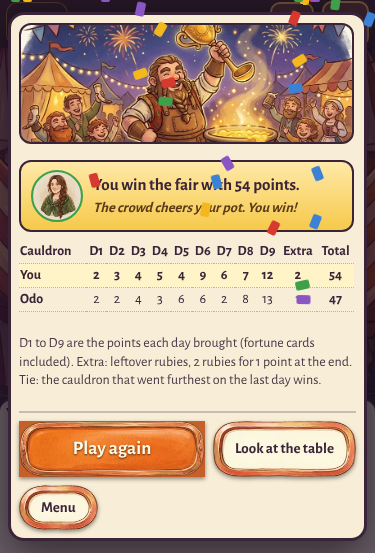 You win the fair with 54 points.
The crowd cheers your pot. You win!
Cauldron D1 D2 D3 D4 D5 D6 D7 D8 D9 Extra Total
You 2 3 4 5 4 9 6 7 12 2 54
Odo 2 2 4 3 6 6 2 8 13 47
D1 to D9 are the points each day brought (fortune cards
included). Extra: leftover rubies, 2 rubies for 1 point at the end.
Tie: the cauldron that went furthest on the last day wins.
Play again
Look at the table
Menu